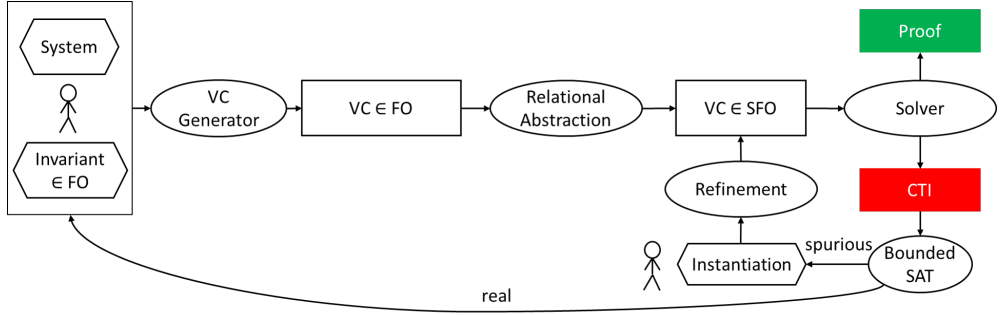 System
Invariant
∈ FO
VC
Generator
VC ∈ FO
Relational
Abstraction
VC ∈ SFO
Solver
Proof
CTI
Bounded
SAT
spurious
Instantiation
Refinement
real